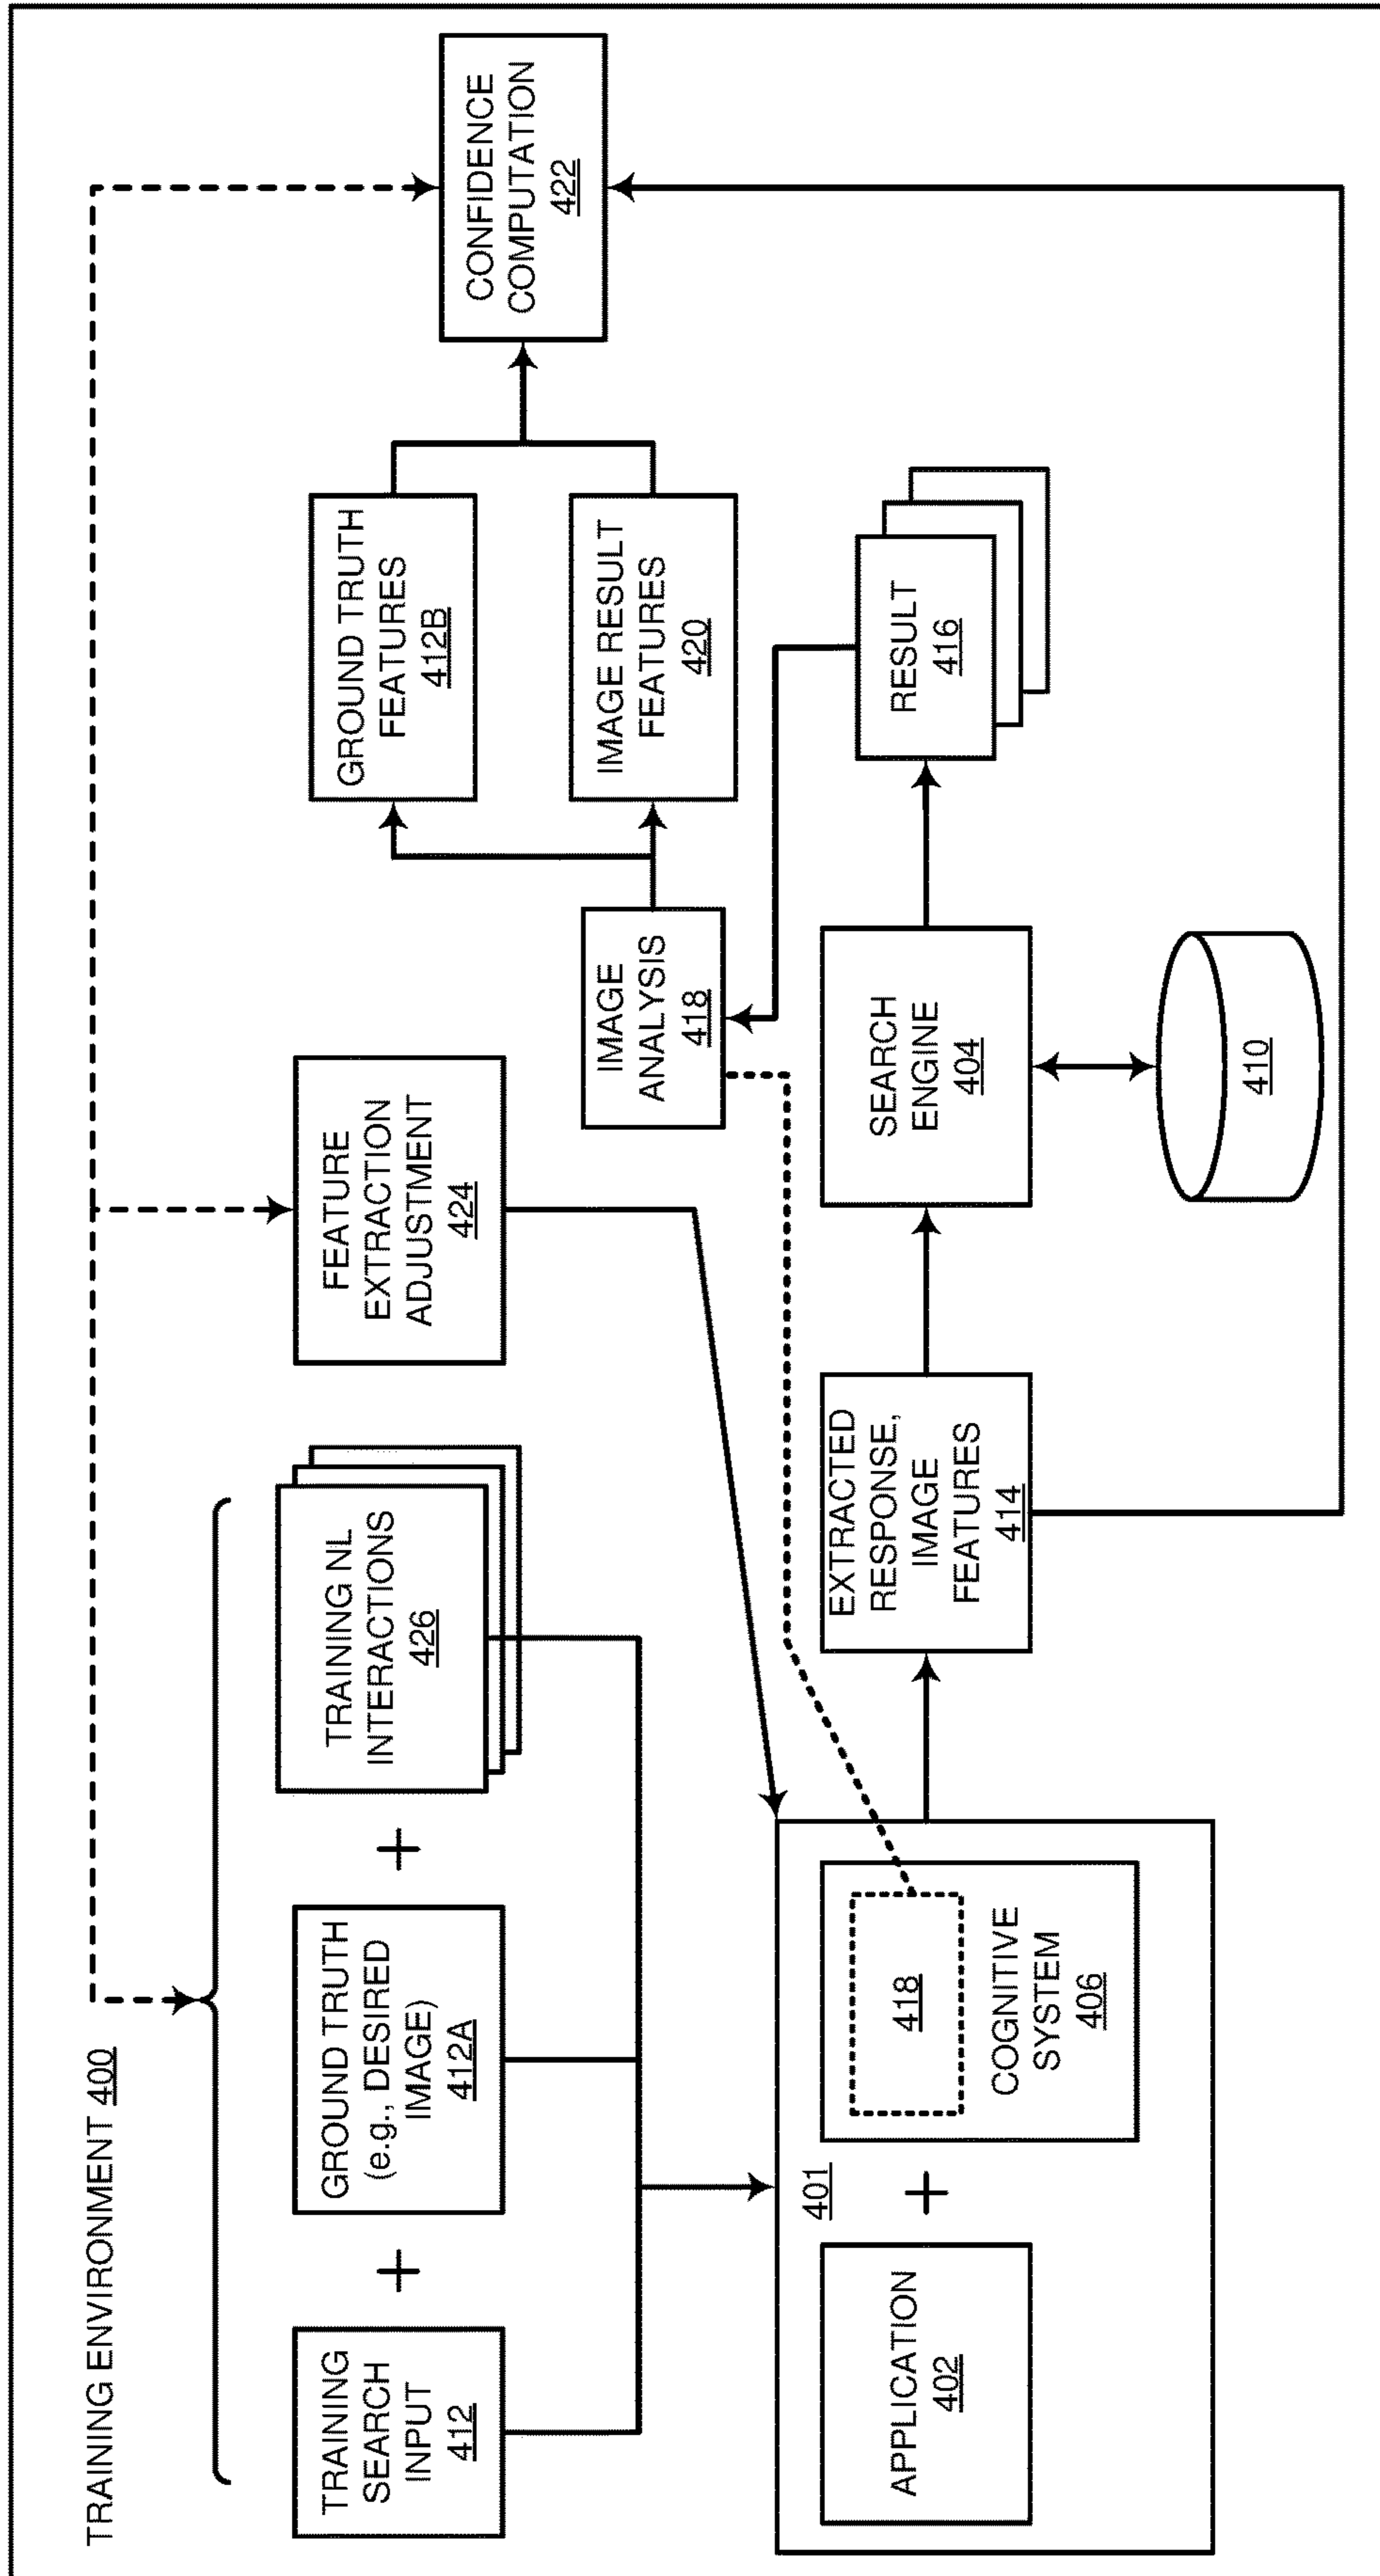 TRAINING ENVIRONMENT 400
TRAINING
SEARCH
INPUT
412
+
GROUND TRUTH
(e.g., DESIRED
IMAGE)
412A
+
TRAINING NL
INTERACTIONS
426
FEATURE
EXTRACTION
ADJUSTMENT
424
GROUND TRUTH
FEATURES
412B
CONFIDENCE
COMPUTATION
422
IMAGE
ANALYSIS
418
IMAGE RESULT
FEATURES
420
401
APPLICATION
402
+
418
COGNITIVE
SYSTEM
406
EXTRACTED
RESPONSE,
IMAGE
FEATURES
414
SEARCH
ENGINE
404
RESULT
416
410